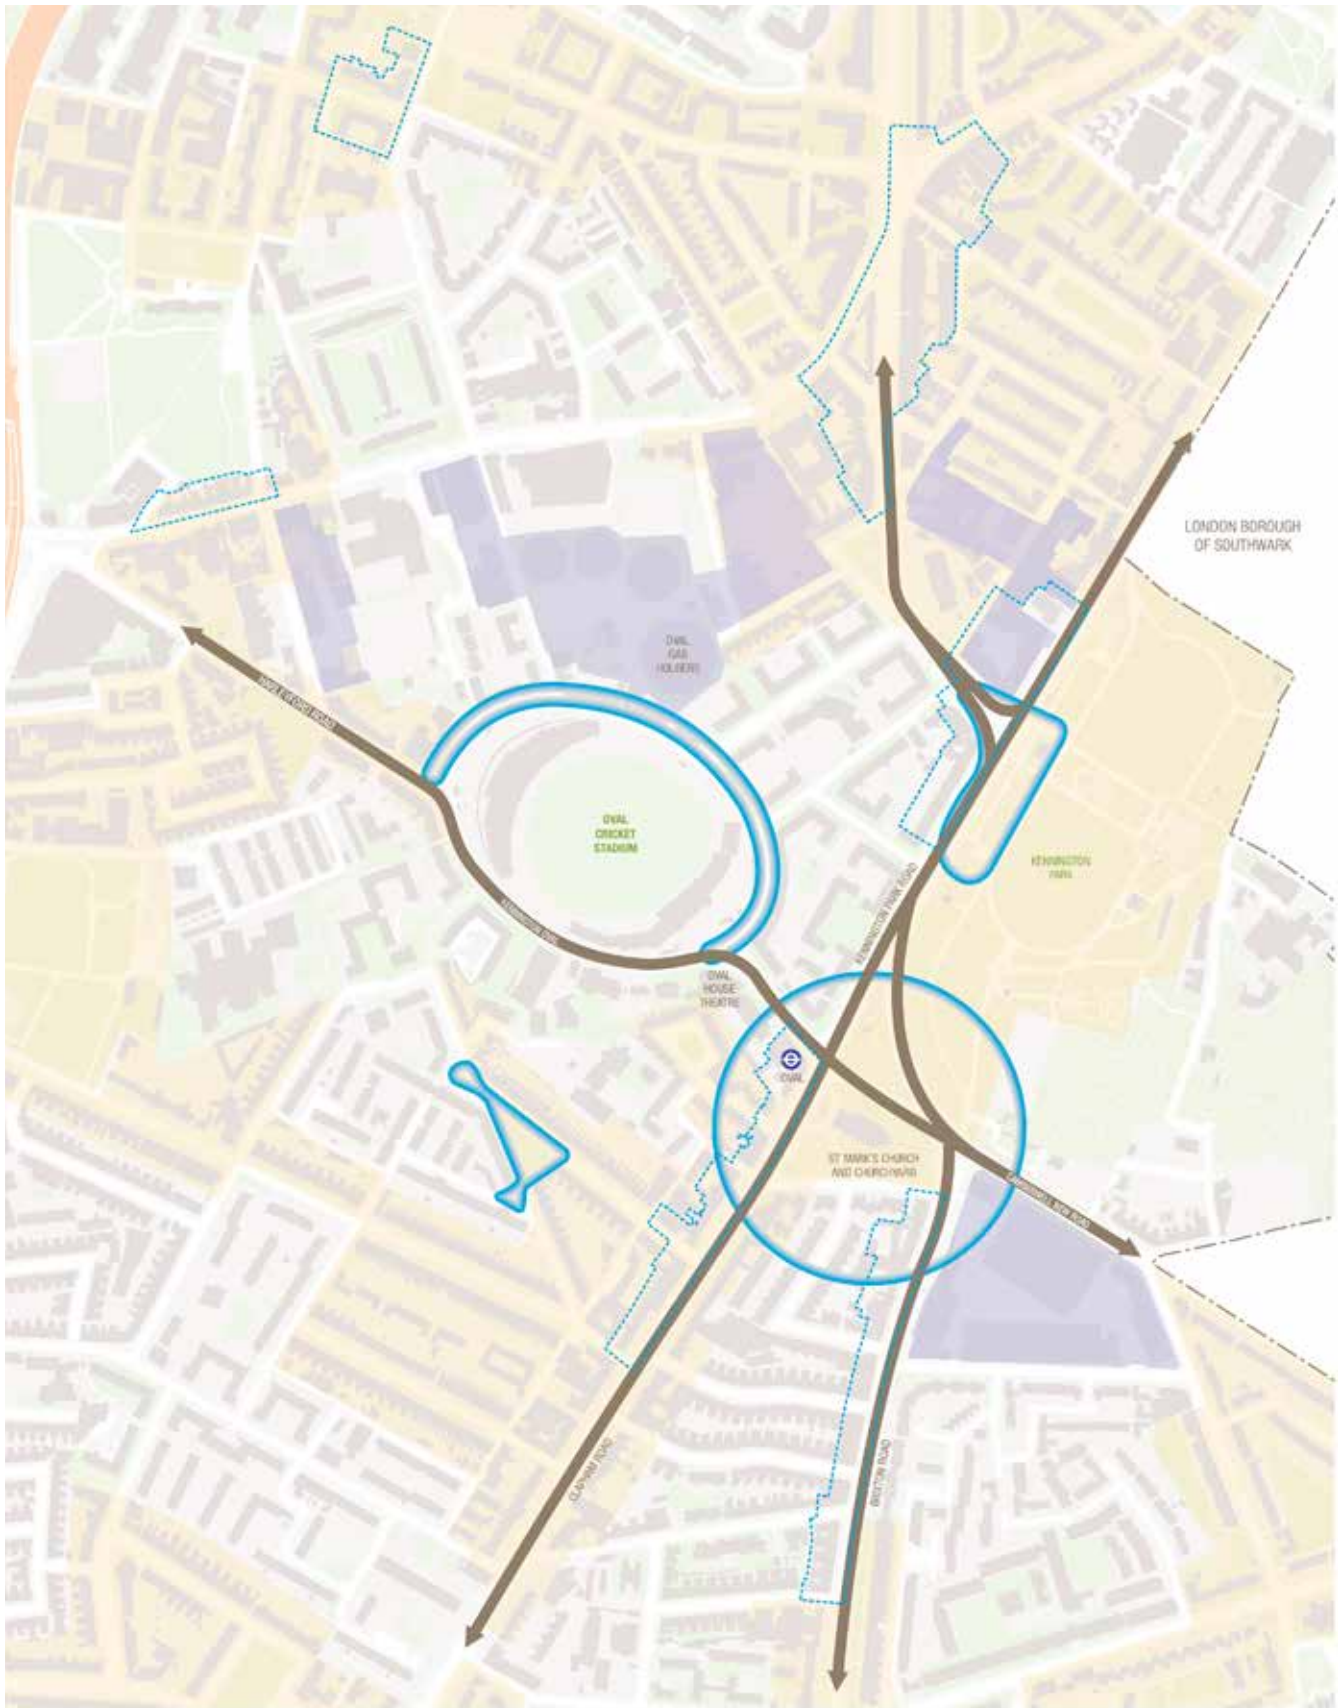 LONDON BOROUGH
OF SOUTHWARK
OVAL
GAS
HOLDERS
HARLEYFORD ROAD
OVAL
CRICKET
STADIUM
KENNINGTON
PARK
KENNINGTON PARK ROAD
KENNINGTON OVAL
OVAL
HOUSE
THEATRE
OVAL
ST MARK'S CHURCH
AND CHURCHYARD
CAMBERWELL NEW ROAD
CLAPHAM ROAD
BRIXTON ROAD